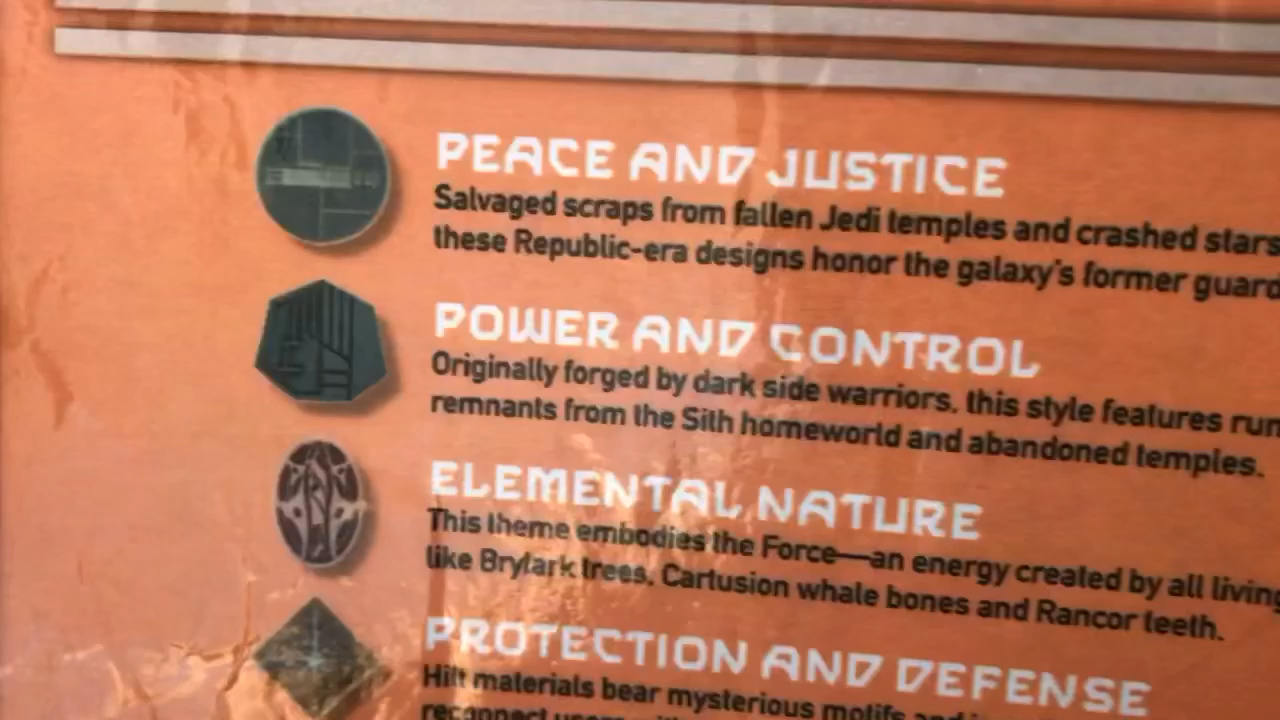 PEACE AND JUSTICE
Salvaged scraps from fallen Jedi temples and crashed stars
these Republic-era designs honor the galaxy's former guard
POWER AND CONTROL
Originally forged by dark side warriors, this style features run
remnants from the Sith homeworld and abandoned temples.
ELEMENTAL NATURE
This theme embodies the Force—an energy created by all living
like Brylark trees, Cartusion whale bones and Rancor teeth.
PROTECTION AND DEFENSE
Hilt materials bear mysterious motifs and
reconnect users